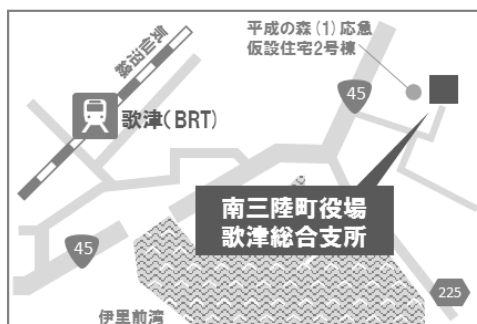 平成の森(1)応急
仮設住宅2号棟
気仙沼線
45
歌津(BRT)
南三陸町役場
歌津総合支所
45
225
伊里前湾